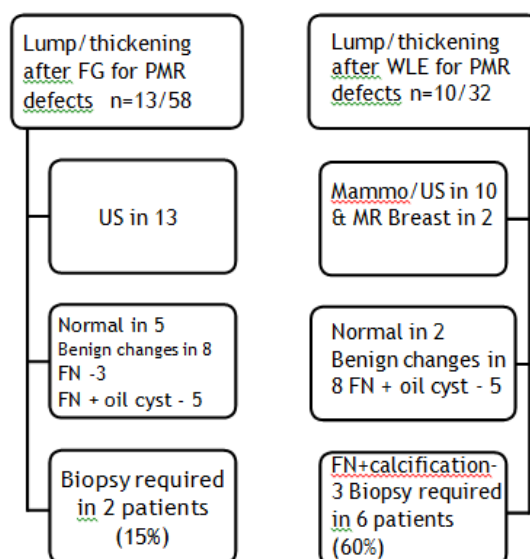 Lump/thickening
after FG for PMR
defects n=13/58
US in 13
Normal in 5
Benign changes in 8
FN -3
FN + oil cyst - 5
Biopsy required
in 2 patients
(15%)
Lump/thickening
after WLE for PMR
defects n=10/32
Mammo/US in 10
& MR Breast in 2
Normal in 2
Benign changes in
8 FN + oil cyst - 5
FN+calcification-
3 Biopsy required
in 6 patients
(60%)